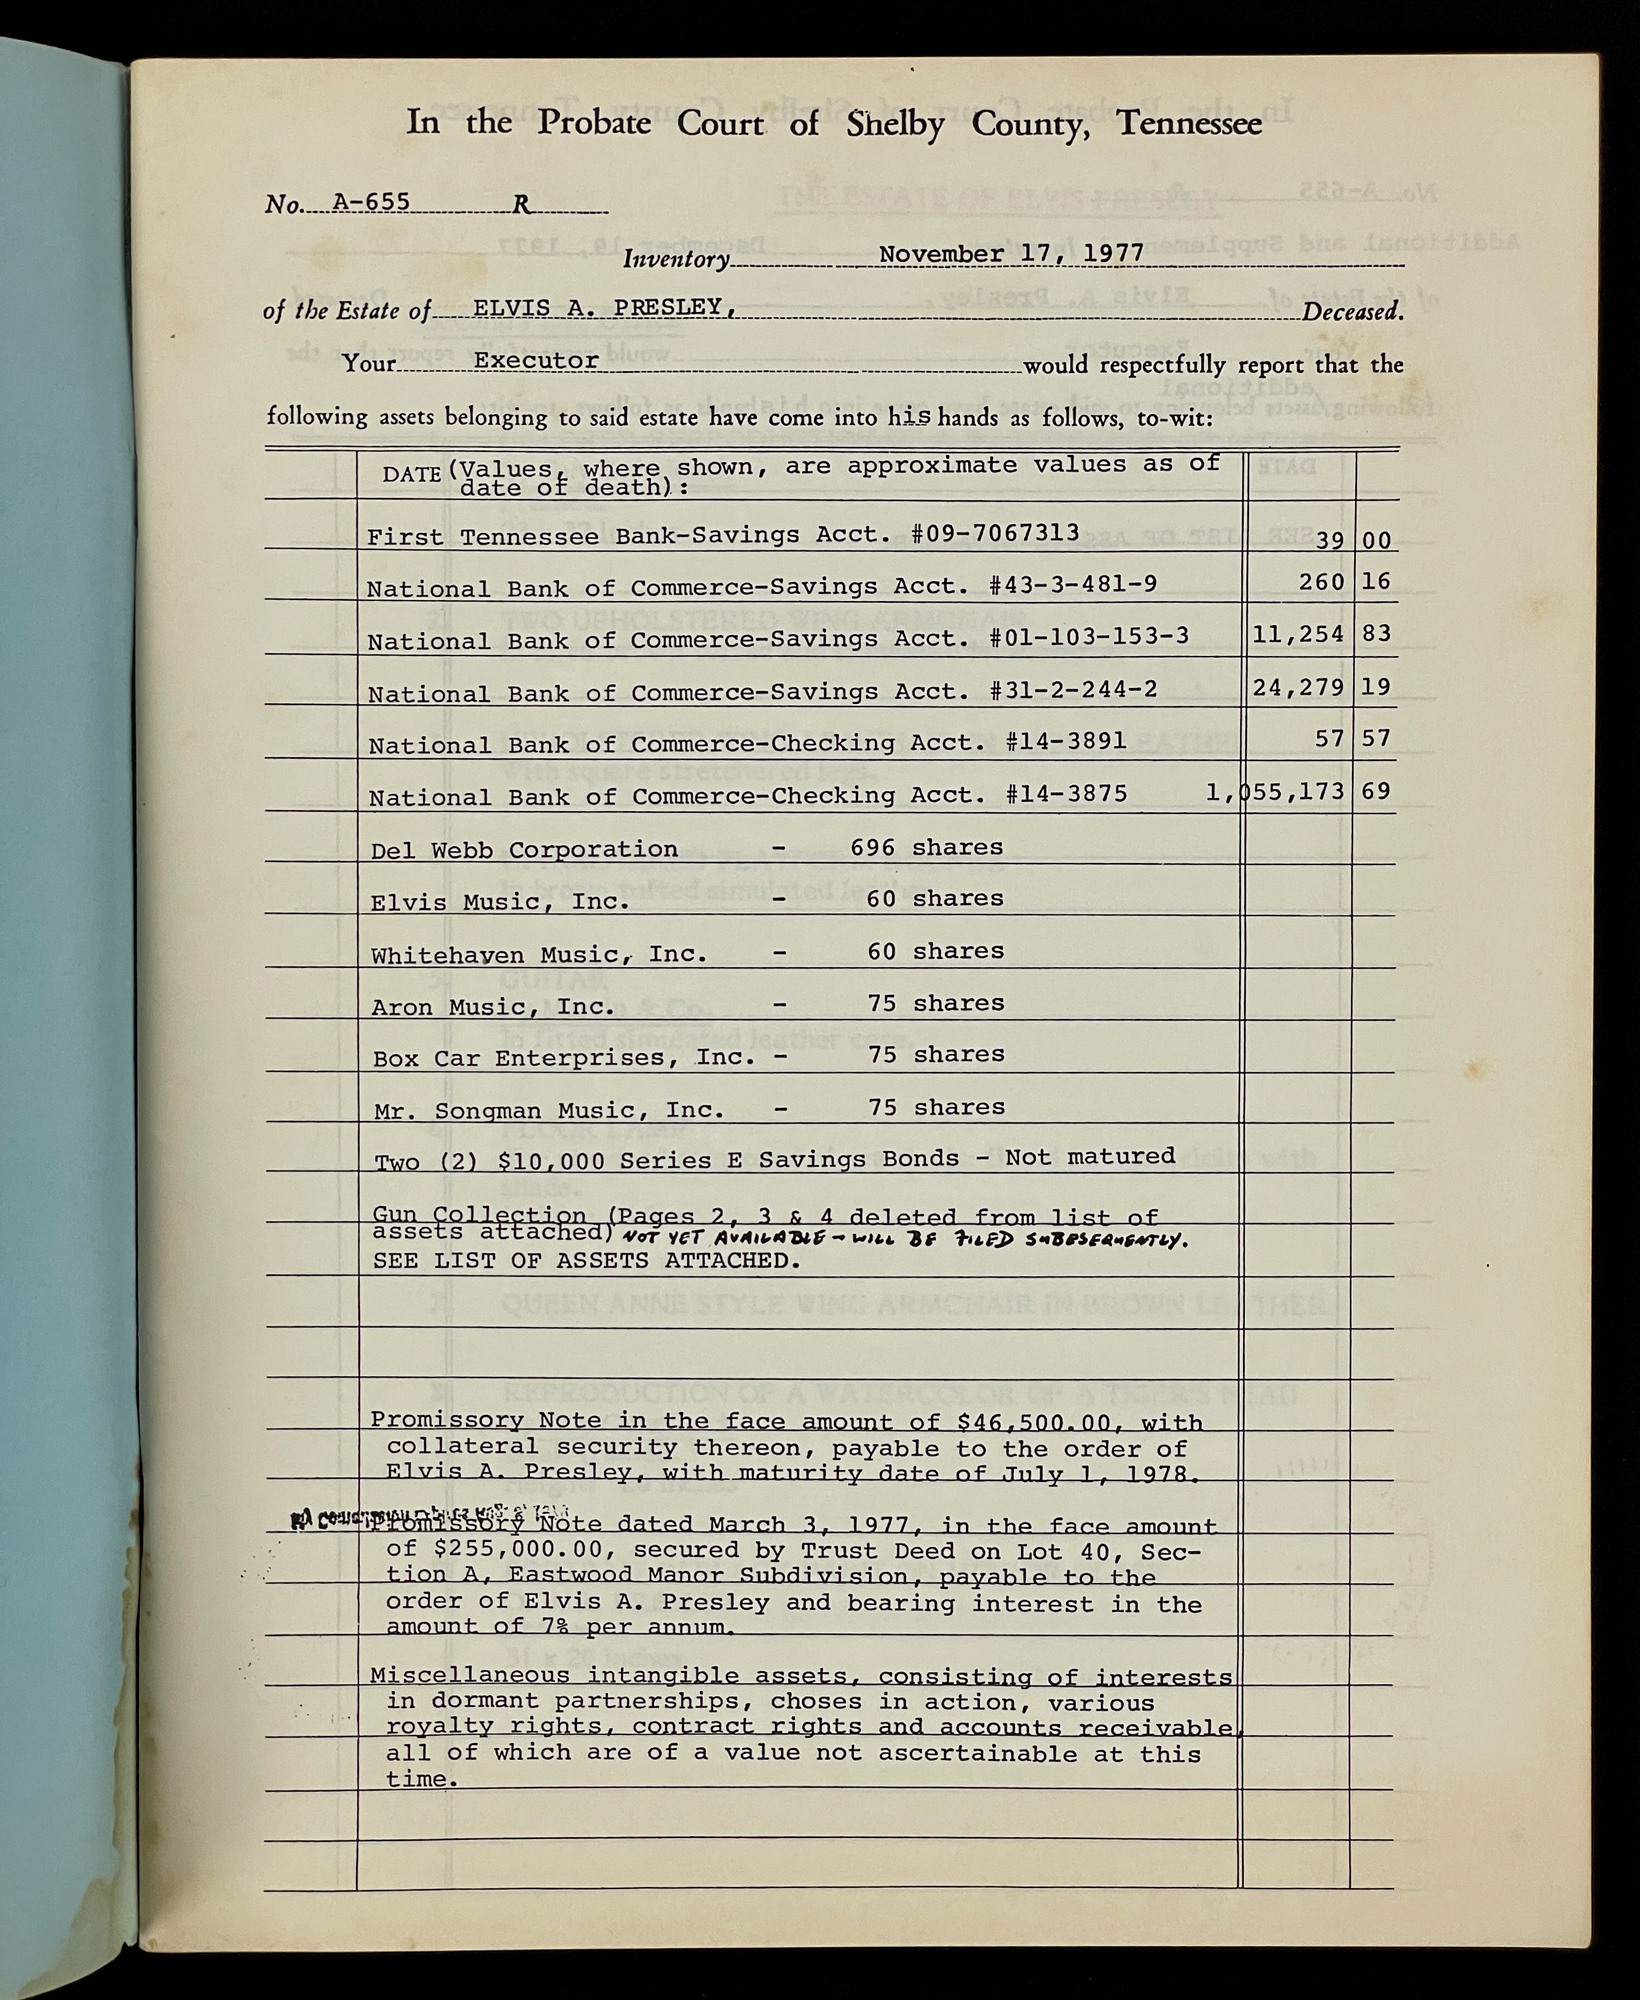 In the Probate Court of Shelby County, Tennessee
No. A-655 R
Inventory November 17, 1977
of the Estate of ELVIS A. PRESLEY, Deceased.
Your Executor would respectfully report that the
following assets belonging to said estate have come into his hands as follows, to-wit:
DATE (Values, where shown, are approximate values as of
date of death):
First Tennessee Bank-Savings Acct. #09-7067313 39 00
National Bank of Commerce-Savings Acct. #43-3-481-9 260 16
National Bank of Commerce-Savings Acct. #01-103-153-3 11,254 83
National Bank of Commerce-Savings Acct. #31-2-244-2 24,279 19
National Bank of Commerce-Checking Acct. #14-3891 57 57
National Bank of Commerce-Checking Acct. #14-3875 1,055,173 69
Del Webb Corporation - 696 shares
Elvis Music, Inc. - 60 shares
Whitehaven Music, Inc. - 60 shares
Aron Music, Inc. - 75 shares
Box Car Enterprises, Inc. - 75 shares
Mr. Songman Music, Inc. - 75 shares
Two (2) $10,000 Series E Savings Bonds - Not matured
Gun Collection (Pages 2, 3 & 4 deleted from list of
assets attached) NOT YET AVAILABLE - WILL BE FILED SUBSESEQUENTLY.
SEE LIST OF ASSETS ATTACHED.
Promissory Note in the face amount of $46,500.00, with
collateral security thereon, payable to the order of
Elvis A. Presley, with maturity date of July 1, 1978.
Promissory Note dated March 3, 1977, in the face amount
of $255,000.00, secured by Trust Deed on Lot 40, Sec-
tion A, Eastwood Manor Subdivision, payable to the
order of Elvis A. Presley and bearing interest in the
amount of 7% per annum.
Miscellaneous intangible assets, consisting of interests
in dormant partnerships, choses in action, various
royalty rights, contract rights and accounts receivable,
all of which are of a value not ascertainable at this
time.